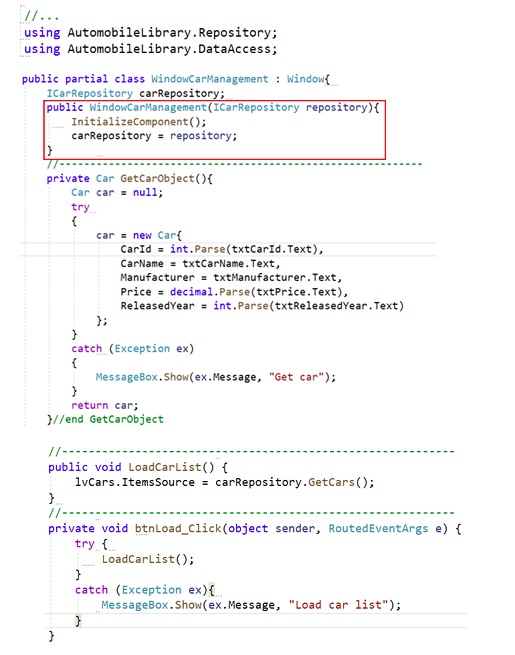 //...
using AutomobileLibrary.Repository;
using AutomobileLibrary.DataAccess;
public partial class WindowCarManagement : Window{
ICarRepository carRepository;
public WindowCarManagement(ICarRepository repository){
InitializeComponent();
carRepository = repository;
}
//-----------------------------------------------------------
private Car GetCarObject(){
Car car = null;
try
{
car = new Car{
CarId = int.Parse(txtCarId.Text),
CarName = txtCarName.Text,
Manufacturer = txtManufacturer.Text,
Price = decimal.Parse(txtPrice.Text),
ReleasedYear = int.Parse(txtReleasedYear.Text)
};
}
catch (Exception ex)
{
MessageBox.Show(ex.Message, "Get car");
}
return car;
}//end GetCarObject
//-----------------------------------------------------------
public void LoadCarList() {
lvCars.ItemsSource = carRepository.GetCars();
}
//-----------------------------------------------------------
private void btnLoad_Click(object sender, RoutedEventArgs e) {
try {
LoadCarList();
}
catch (Exception ex){
MessageBox.Show(ex.Message, "Load car list");
}
}